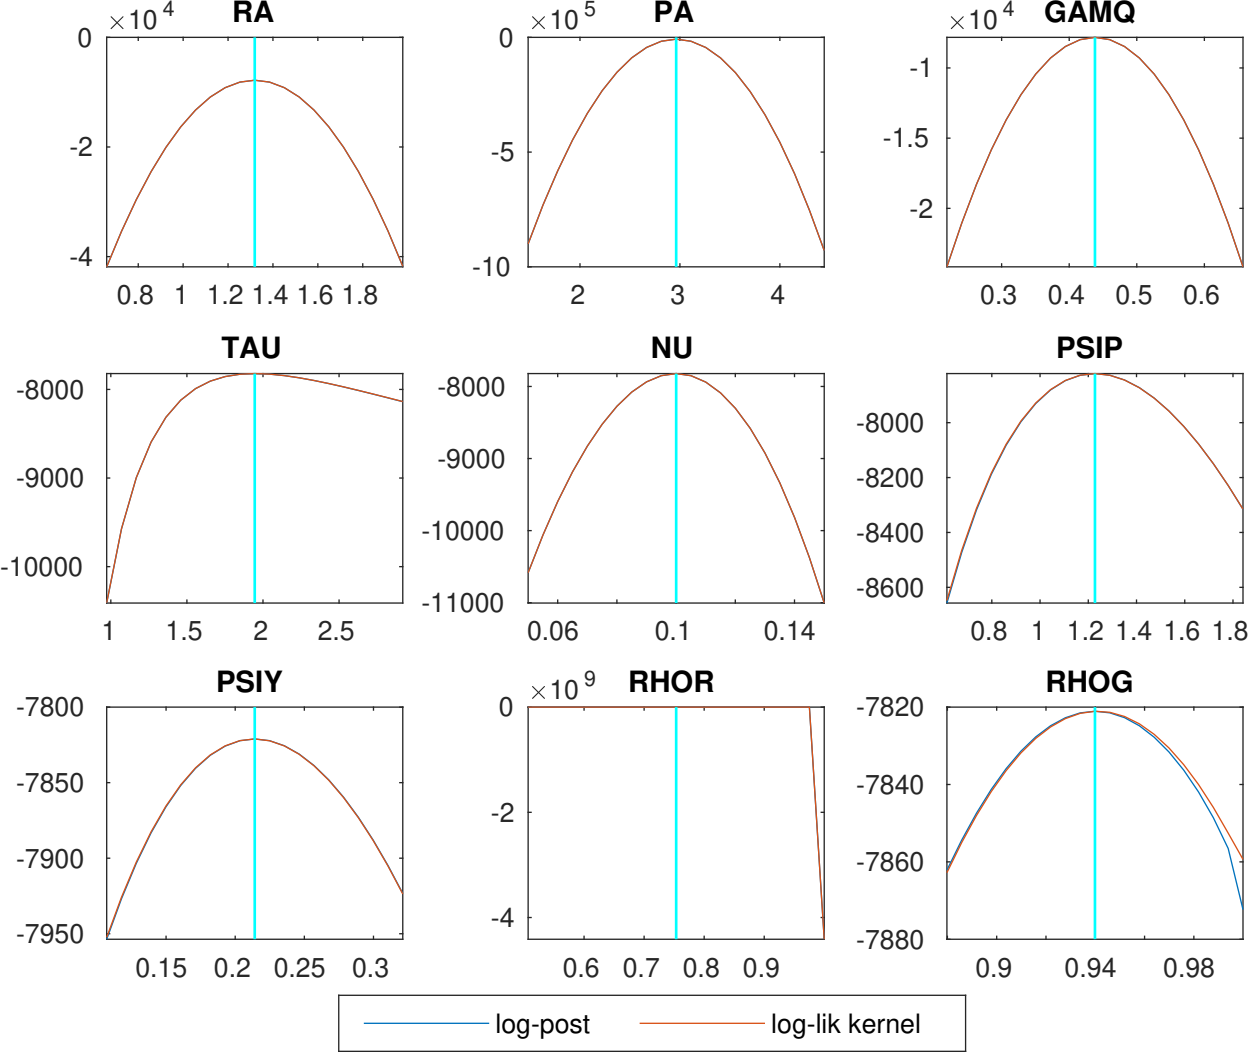 RA PA GAMQ
×10 4 ×10 5 ×10 4
0 -2 -4
0.8 1 1.2 1.4 1.6 1.8
0 -5 -10
2 3 4
-1 -1.5 -2
0.3 0.4 0.5 0.6
TAU NU PSIP
-8000 -9000 -10000
1 1.5 2 2.5
-8000 -9000 -10000 -11000
0.06 0.1 0.14
-8000 -8200 -8400 -8600
0.8 1 1.2 1.4 1.6 1.8
PSIY RHOR RHOG
-7800 -7850 -7900 -7950
0.15 0.2 0.25 0.3
×10 9
0 -2 -4
0.6 0.7 0.8 0.9
-7820 -7840 -7860 -7880
0.9 0.94 0.98
log-post log-lik kernel